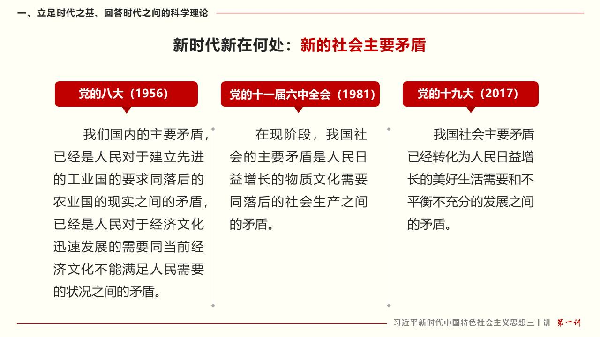 一、立足时代之基、回答时代之问的科学理论
新时代新在何处：新的社会主要矛盾
党的八大（1956）
我们国内的主要矛盾，
已经是人民对于建立先进
的工业国的要求同落后的
农业国的现实之间的矛盾，
已经是人民对于经济文化
迅速发展的需要同当前经
济文化不能满足人民需要
的状况之间的矛盾。
党的十一届六中全会（1981）
在现阶段，我国社
会的主要矛盾是人民日
益增长的物质文化需要
同落后的社会生产之间
的矛盾。
党的十九大（2017）
我国社会主要矛盾
已经转化为人民日益增
长的美好生活需要和不
平衡不充分的发展之间
的矛盾。
习近平新时代中国特色社会主义思想三十讲 第一讲